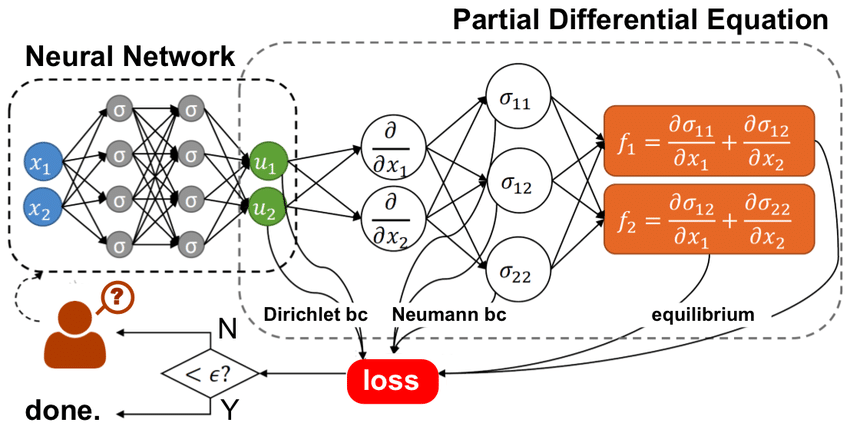 Partial Differential Equation
Neural Network
σ σ
σ σ
σ σ
σ σ
x₁
x₂
u₁
u₂
∂/∂x₁
∂/∂x₂
σ₁₁
σ₁₂
σ₂₂
f₁ = ∂σ₁₁/∂x₁ + ∂σ₁₂/∂x₂
f₂ = ∂σ₁₂/∂x₁ + ∂σ₂₂/∂x₂
?
Dirichlet bc
Neumann bc
equilibrium
N
< ϵ?
loss
Y
done.